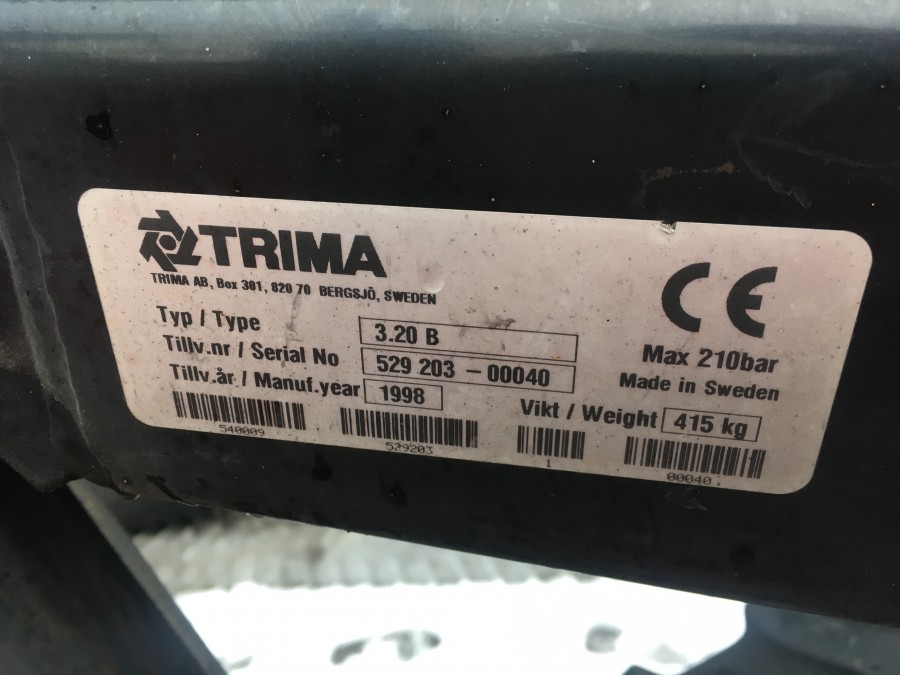 TRIMA
TRIMA AB, Box 301, 820 70 BERGSJÖ, SWEDEN
CE
Typ / Type 3.20 B
Max 210bar
Tillv.nr / Serial No 529 203 - 00040
Made in Sweden
Tillv.år / Manuf.year 1998
Vikt / Weight 415 kg
540009 529203 1 00040